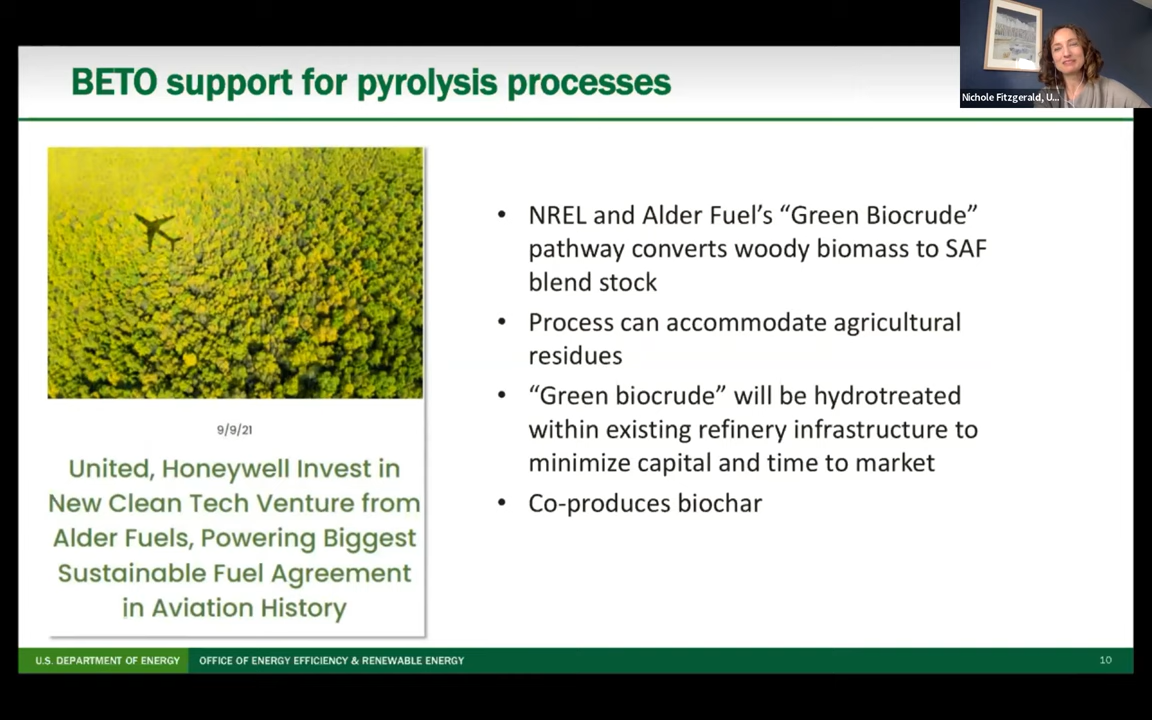 BETO support for pyrolysis processes
Nichole Fitzgerald, U...
9/9/21
United, Honeywell Invest in
New Clean Tech Venture from
Alder Fuels, Powering Biggest
Sustainable Fuel Agreement
in Aviation History
• NREL and Alder Fuel’s “Green Biocrude”
pathway converts woody biomass to SAF
blend stock
• Process can accommodate agricultural
residues
• “Green biocrude” will be hydrotreated
within existing refinery infrastructure to
minimize capital and time to market
• Co-produces biochar
U.S. DEPARTMENT OF ENERGY OFFICE OF ENERGY EFFICIENCY & RENEWABLE ENERGY 10